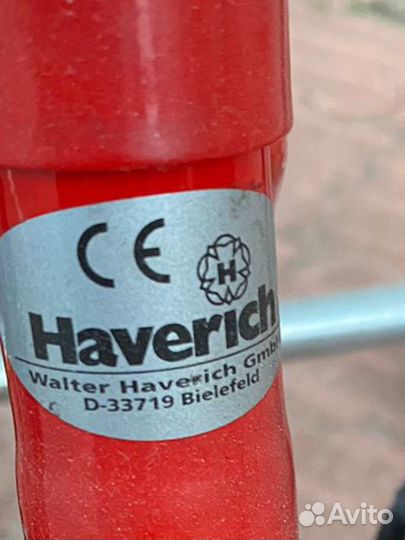 CE
H
Haverich
Walter Haverich GmbH
D-33719 Bielefeld
Avito